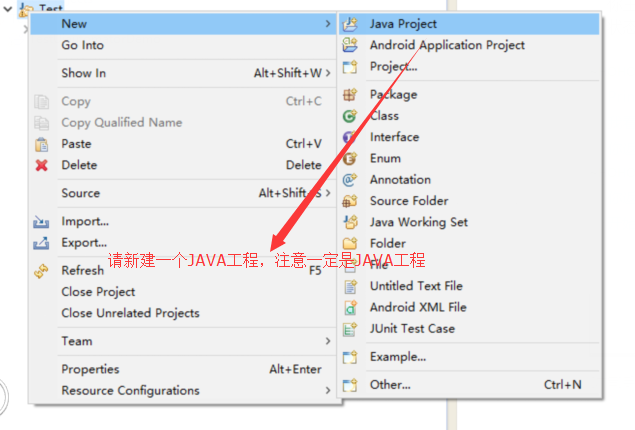 Test
New
Go Into
Show In Alt+Shift+W
Copy Ctrl+C
Copy Qualified Name
Paste Ctrl+V
Delete Delete
Source Alt+Shift+S
Import...
Export...
Refresh F5
Close Project
Close Unrelated Projects
Team
Properties Alt+Enter
Resource Configurations
Java Project
Android Application Project
Project...
Package
Class
Interface
Enum
Annotation
Source Folder
Java Working Set
Folder
File
Untitled Text File
Android XML File
JUnit Test Case
Example...
Other... Ctrl+N
请新建一个JAVA工程，注意一定是JAVA工程